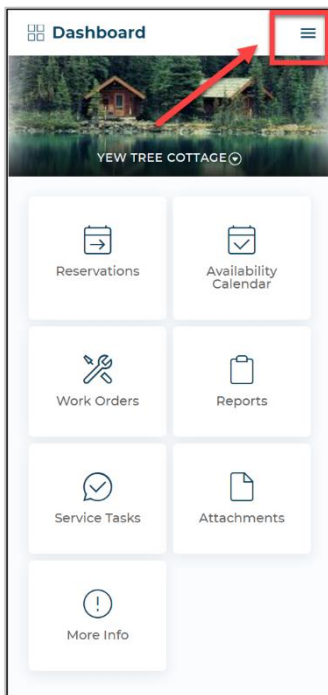 Dashboard
YEW TREE COTTAGE
Reservations
Availability
Calendar
Work Orders
Reports
Service Tasks
Attachments
More Info